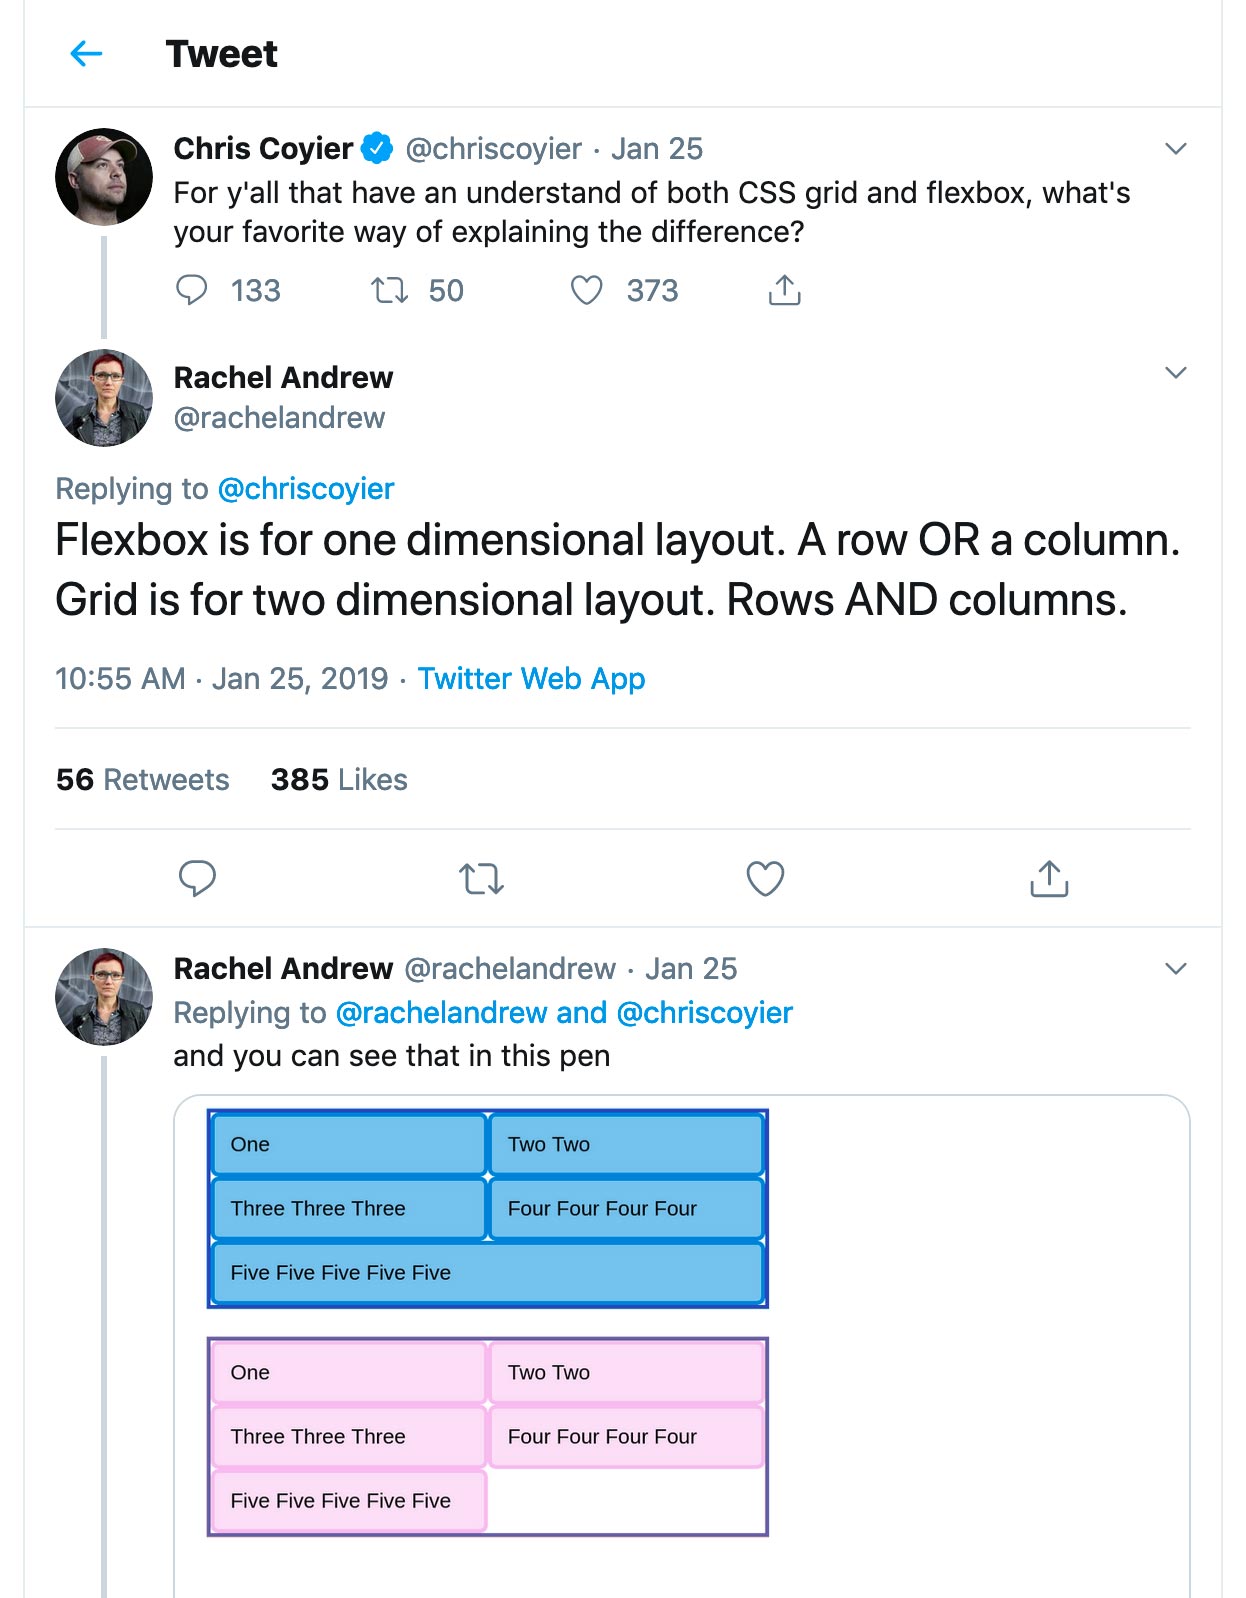 Tweet
Chris Coyier @chriscoyier · Jan 25
For y'all that have an understand of both CSS grid and flexbox, what's
your favorite way of explaining the difference?
133 50 373
Rachel Andrew
@rachelandrew
Replying to @chriscoyier
Flexbox is for one dimensional layout. A row OR a column.
Grid is for two dimensional layout. Rows AND columns.
10:55 AM · Jan 25, 2019 · Twitter Web App
56 Retweets 385 Likes
Rachel Andrew @rachelandrew · Jan 25
Replying to @rachelandrew and @chriscoyier
and you can see that in this pen
One Two Two
Three Three Three Four Four Four Four
Five Five Five Five Five
One Two Two
Three Three Three Four Four Four Four
Five Five Five Five Five